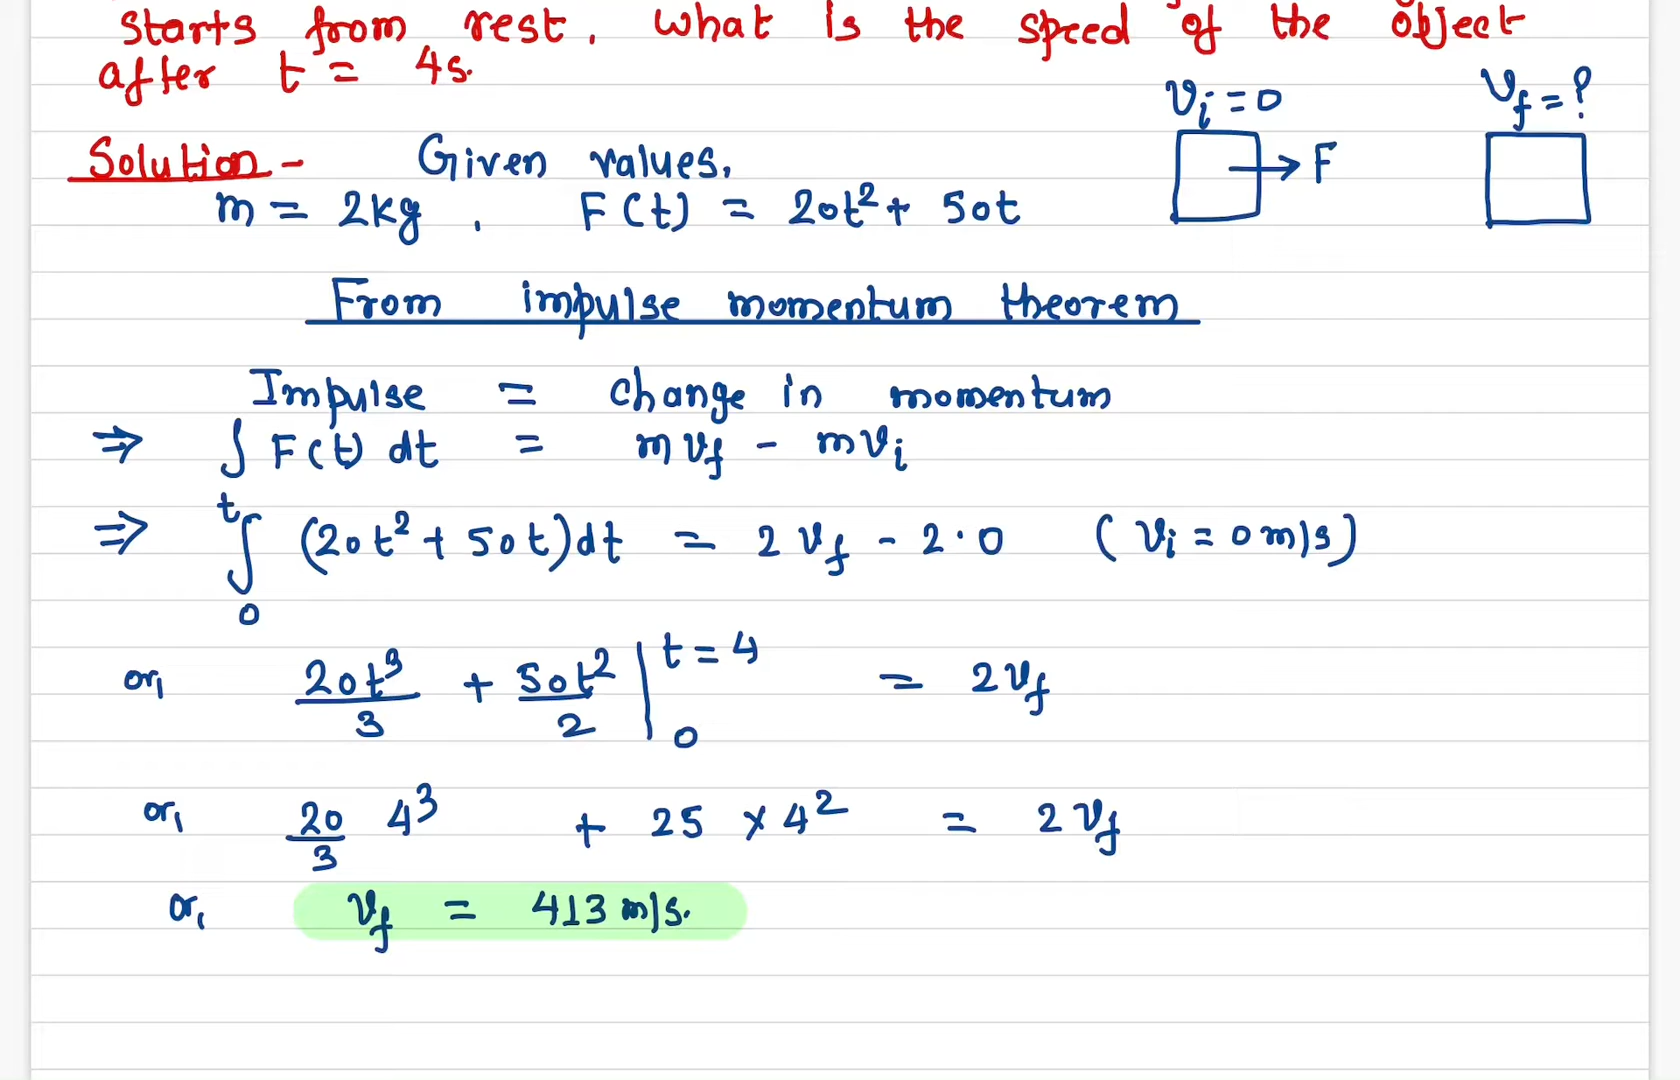 starts from rest. what is the speed of the object
after t = 4s.
Vi = 0
Vf = ?
Solution - Given values,
F
m = 2kg , F(t) = 20t² + 50t
From impulse momentum theorem
Impulse = change in momentum
⇒ ∫ F(t) dt = mvf - mvi
⇒ ∫₀ᵗ (20t² + 50t)dt = 2vf - 2·0 (vi = 0 m/s)
or, 20t³/3 + 50t²/2 |₀ t = 4 = 2vf
or, 20/3 4³ + 25 × 4² = 2vf
or, vf = 413 m/s.